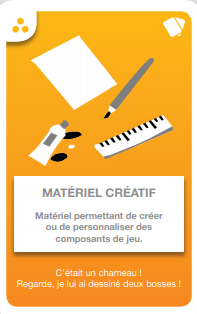 MATÉRIEL CRÉATIF
Matériel permettant de créer
ou de personnaliser des
composants de jeu.
C'était un chameau !
Regarde, je lui ai dessiné deux bosses !